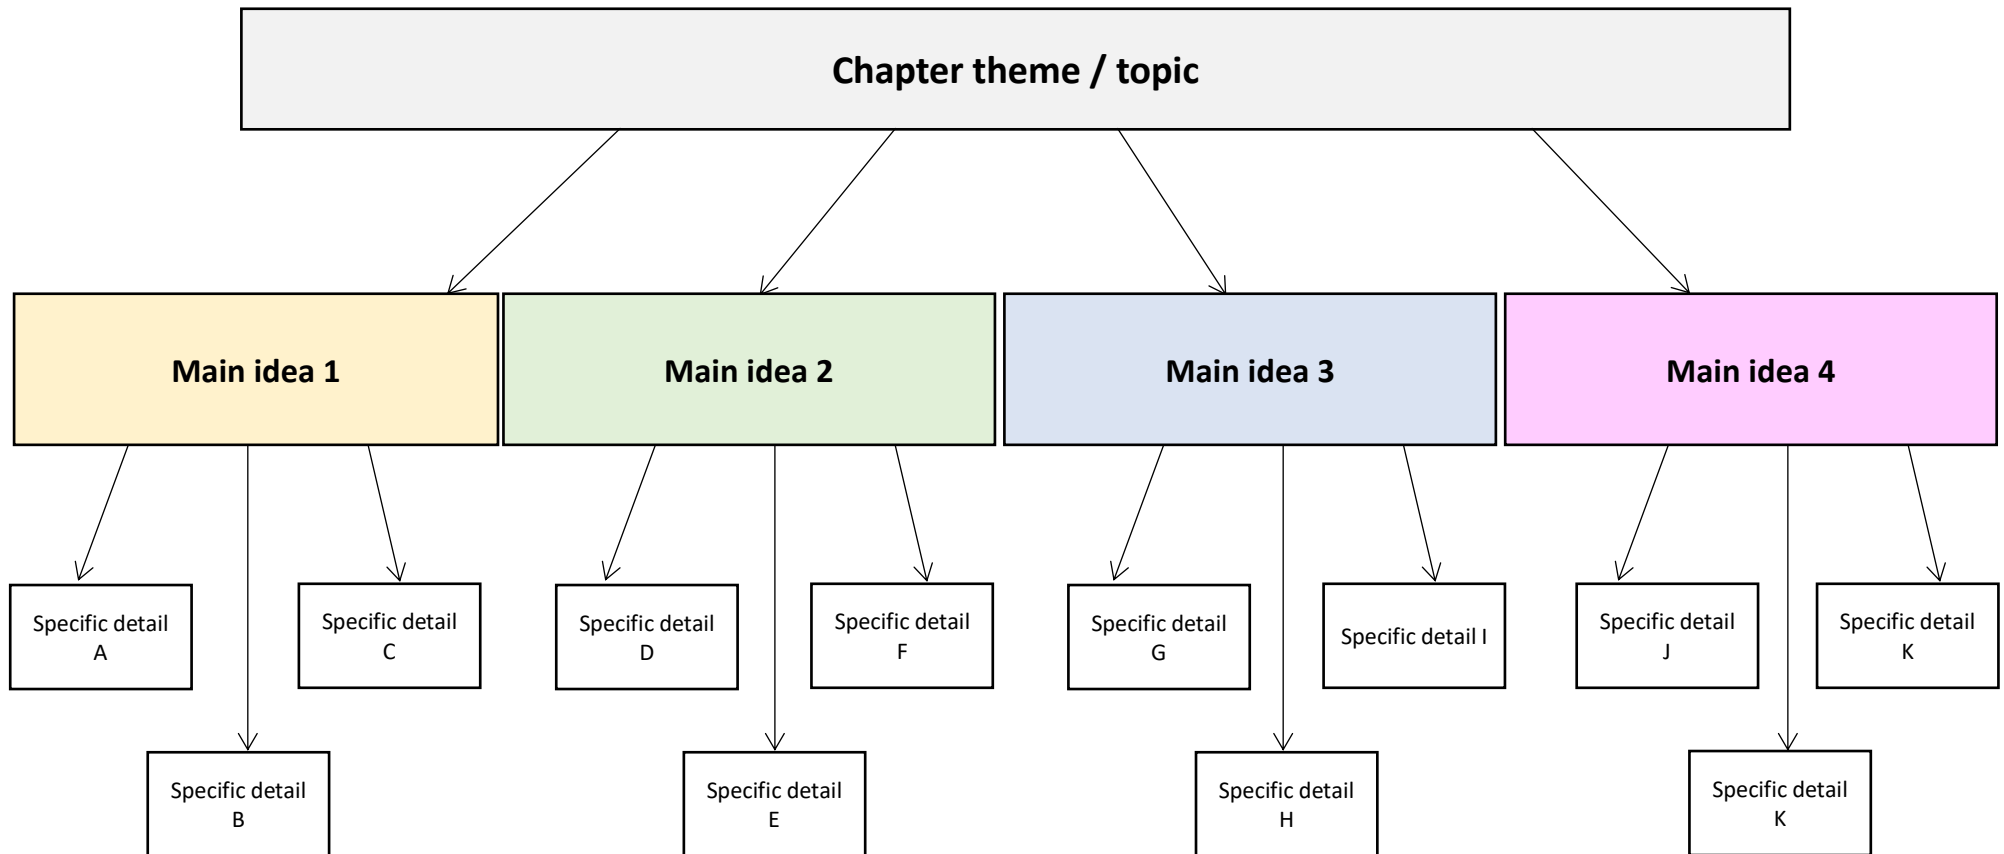 Chapter theme / topic
Main idea 1
Main idea 2
Main idea 3
Main idea 4
Specific detail
A
Specific detail
C
Specific detail
D
Specific detail
F
Specific detail
G
Specific detail I
Specific detail
J
Specific detail
K
Specific detail
B
Specific detail
E
Specific detail
H
Specific detail
K